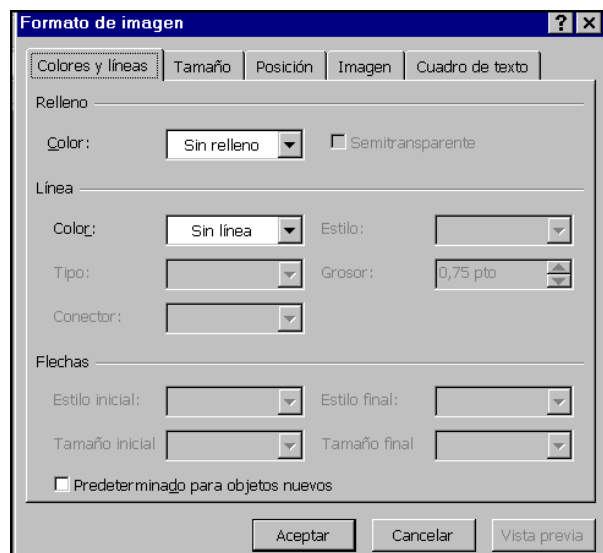 Formato de imagen
Colores y líneas Tamaño Posición Imagen Cuadro de texto
Relleno
Color: Sin relleno Semitransparente
Línea
Color: Sin línea Estilo:
Tipo: Grosor: 0,75 pto
Conector:
Flechas
Estilo inicial: Estilo final:
Tamaño inicial Tamaño final
Predeterminado para objetos nuevos
Aceptar Cancelar Vista previa